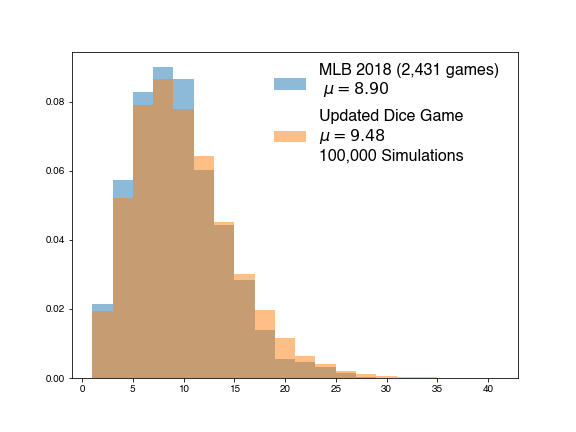 MLB 2018 (2,431 games)
μ = 8.90
Updated Dice Game
μ = 9.48
100,000 Simulations
0.08
0.06
0.04
0.02
0.00
0 5 10 15 20 25 30 35 40